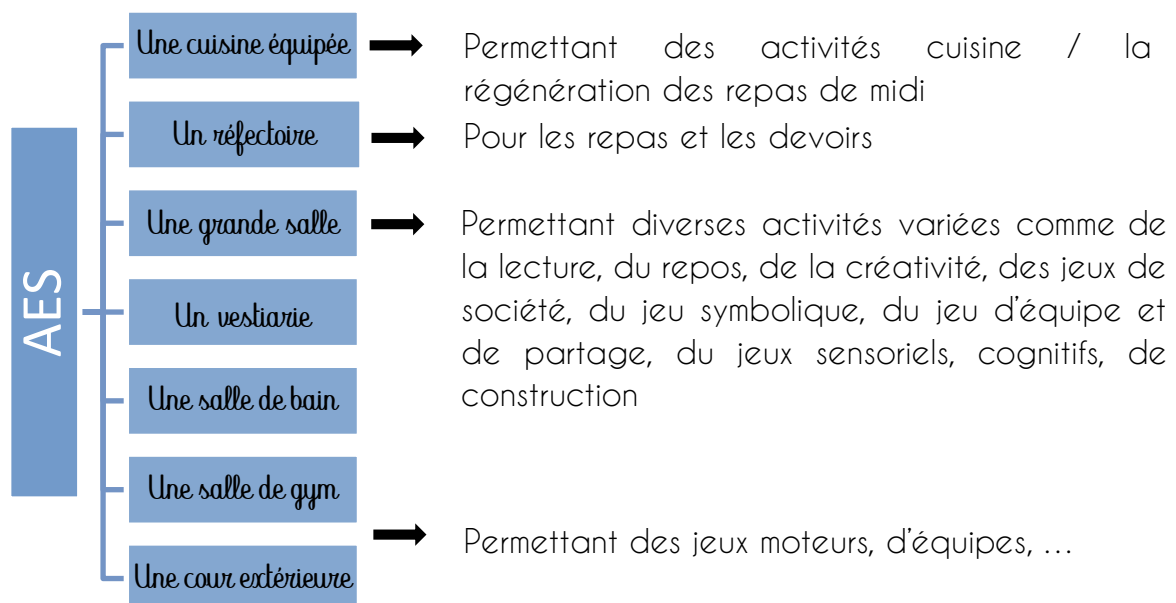 AES
Une cuisine équipée
Permettant des activités cuisine / la
régénération des repas de midi
Un réfectoire
Pour les repas et les devoirs
Une grande salle
Permettant diverses activités variées comme de
la lecture, du repos, de la créativité, des jeux de
société, du jeu symbolique, du jeu d'équipe et
de partage, du jeux sensoriels, cognitifs, de
construction
Un vestiarie
Une salle de bain
Une salle de gym
Une cour extérieure
Permettant des jeux moteurs, d'équipes, ...